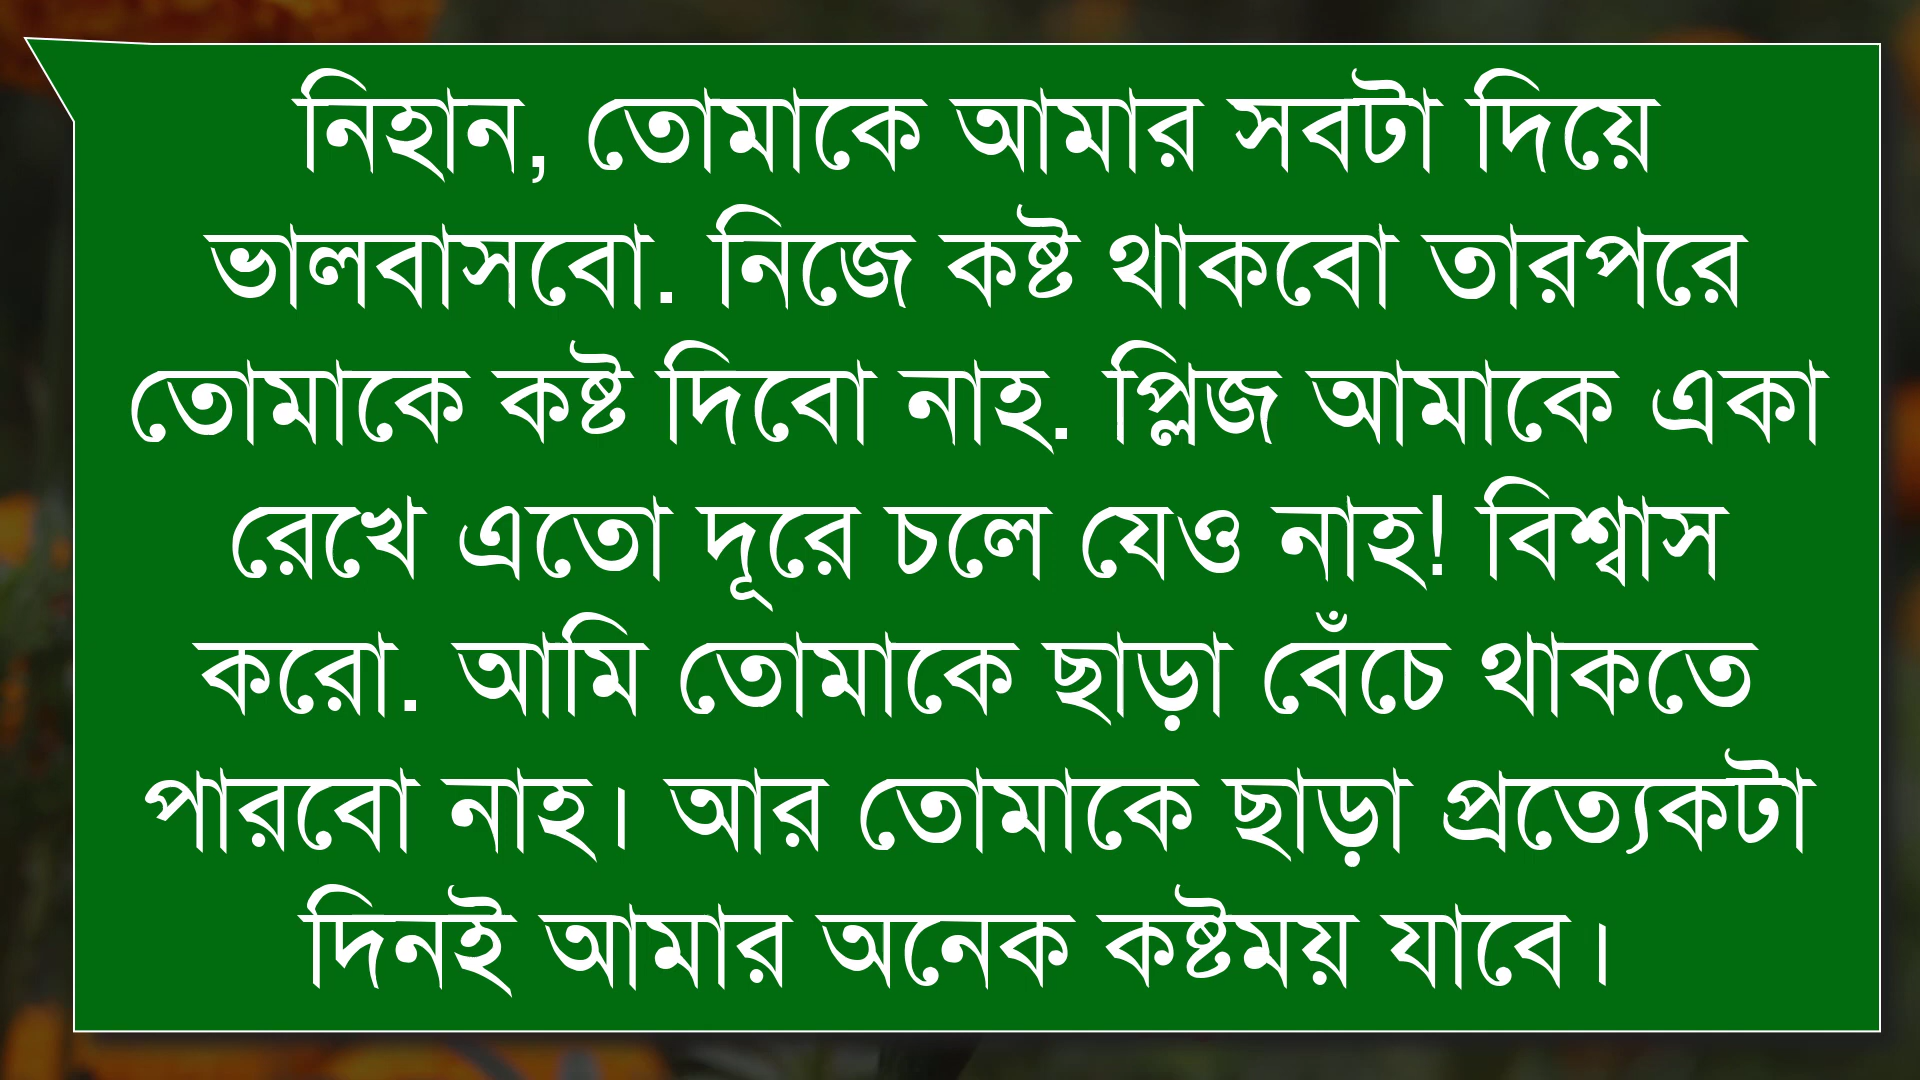 নিহান, তোমাকে আমার সবটা দিয়ে
ভালবাসবো. নিজে কষ্ট থাকবো তারপরে
তোমাকে কষ্ট দিবো নাহ. প্লিজ আমাকে একা
রেখে এতো দূরে চলে যেও নাহ! বিশ্বাস
করো. আমি তোমাকে ছাড়া বেঁচে থাকতে
পারবো নাহ। আর তোমাকে ছাড়া প্রত্যেকটা
দিনই আমার অনেক কষ্টময় যাবে।